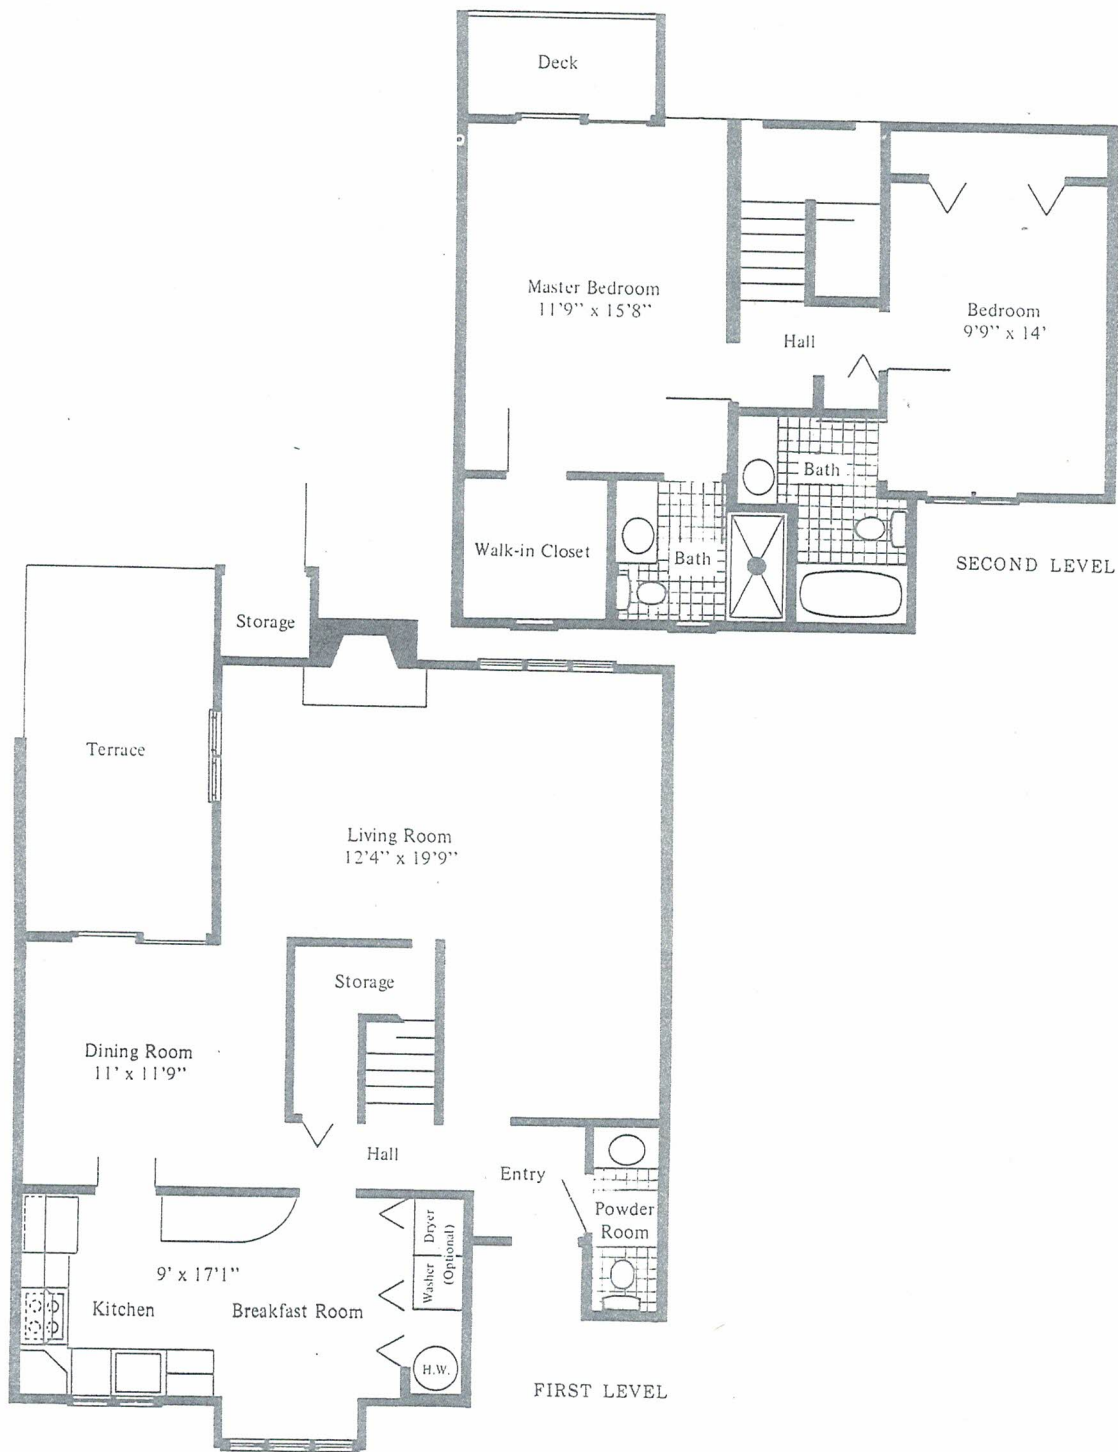 Deck
Master Bedroom
11'9" x 15'8"
Bedroom
9'9" x 14'
Hall
Bath
Walk-in Closet
Bath
SECOND LEVEL
Storage
Terrace
Living Room
12'4" x 19'9"
Storage
Dining Room
11' x 11'9"
Hall
Entry
Powder
Room
Dryer
Washer
(Optional)
9' x 17'1"
Kitchen
Breakfast Room
H.W.
FIRST LEVEL